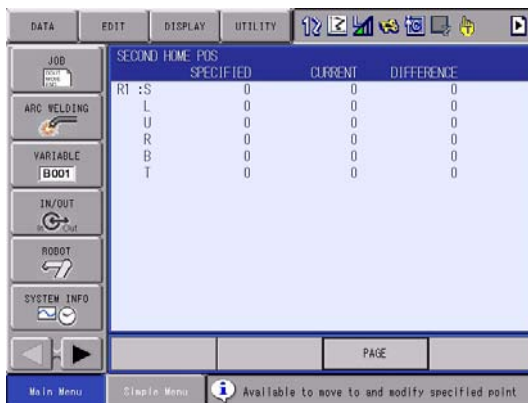 DATA EDIT DISPLAY UTILITY
JOB
ARC WELDING
VARIABLE
B001
IN/OUT
In Out
ROBOT
SYSTEM INFO
SECOND HOME POS
SPECIFIED CURRENT DIFFERENCE
R1 :S 0 0 0
L 0 0 0
U 0 0 0
R 0 0 0
B 0 0 0
T 0 0 0
PAGE
Main Menu Simple Menu Available to move to and modify specified point